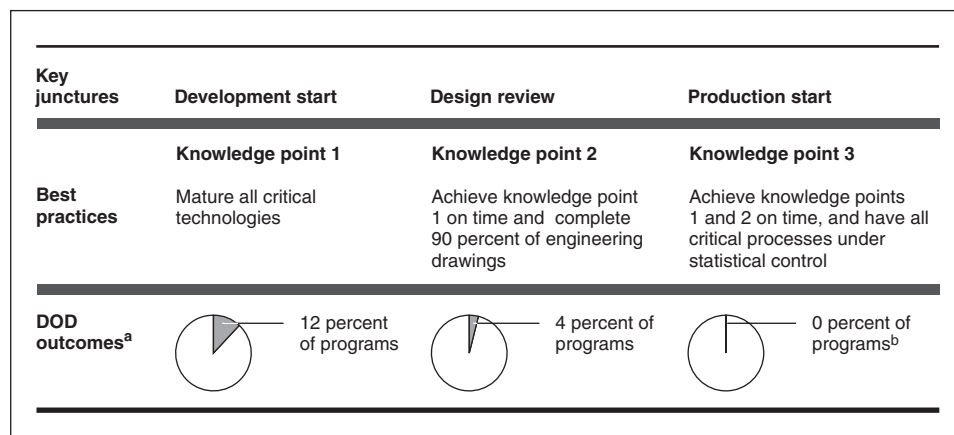 Key
junctures
Development start
Design review
Production start
Knowledge point 1
Knowledge point 2
Knowledge point 3
Best
practices
Mature all critical
technologies
Achieve knowledge point
1 on time and complete
90 percent of engineering
drawings
Achieve knowledge points
1 and 2 on time, and have all
critical processes under
statistical control
DOD
outcomesa
12 percent
of programs
4 percent of
programs
0 percent of
programsb